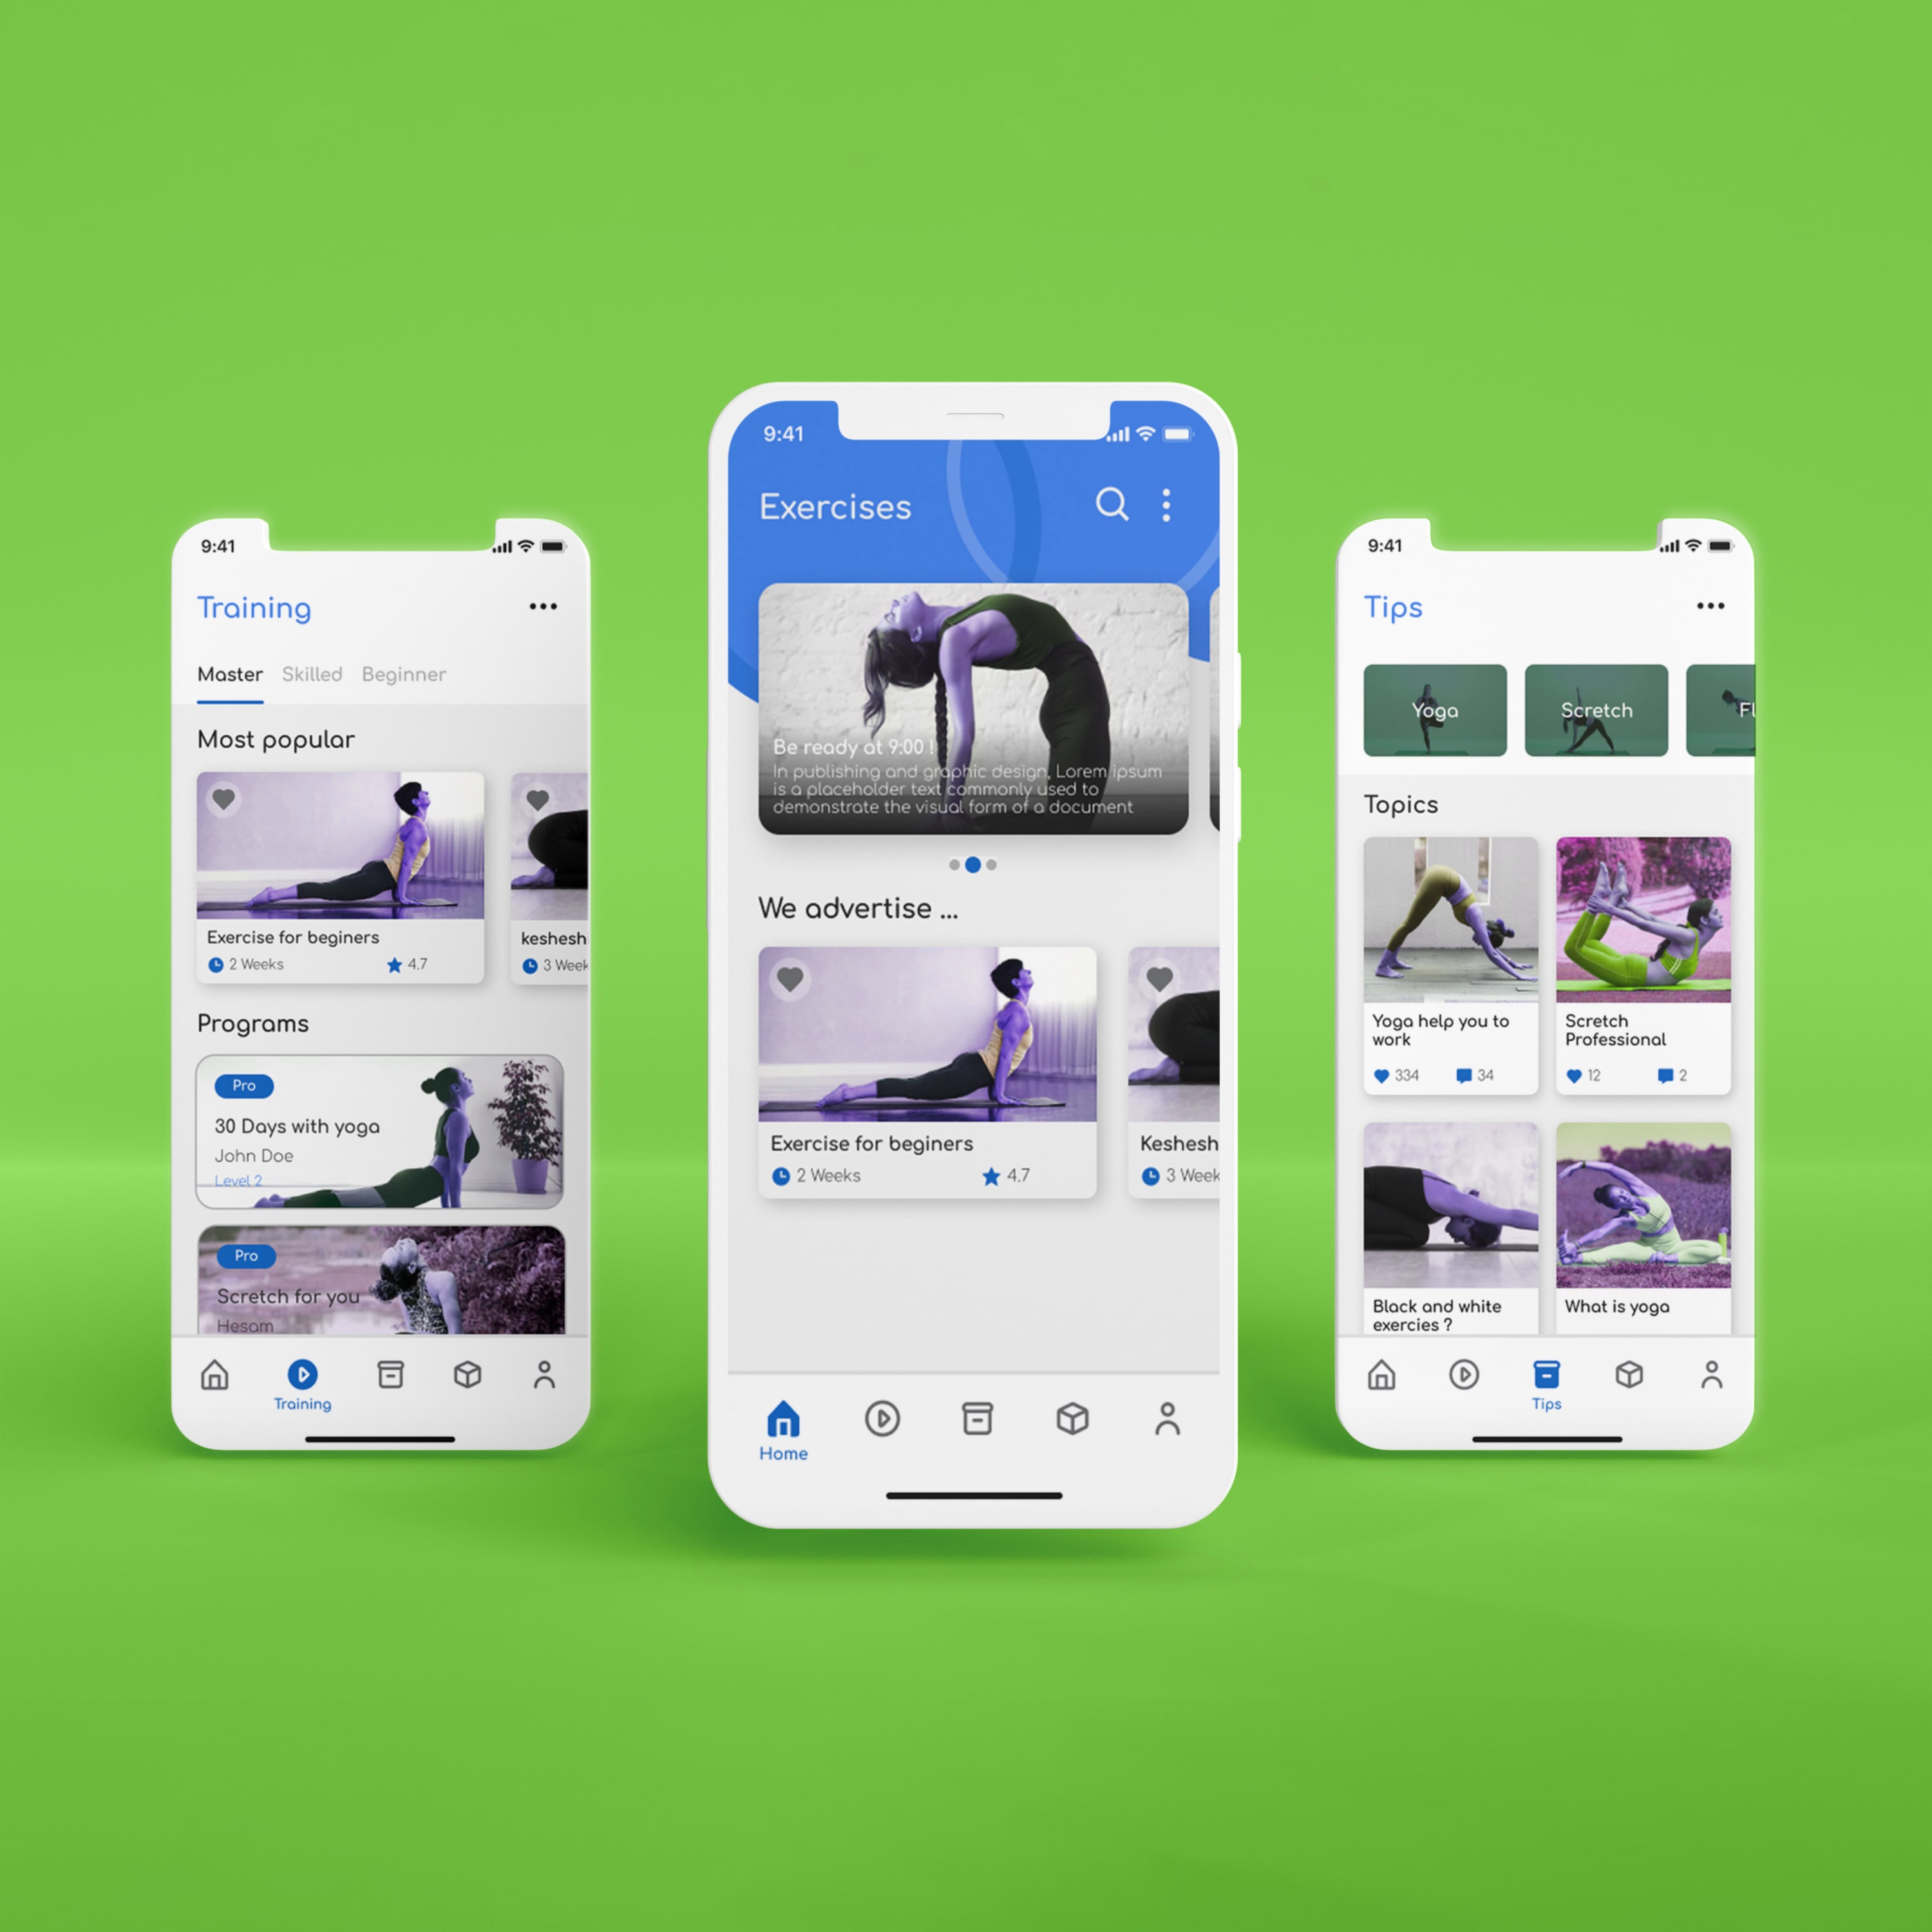 9:41
Training
Master Skilled Beginner
Most popular
Exercise for beginers
2 Weeks 4.7
keshesh
3 Week
Programs
Pro
30 Days with yoga
John Doe
Level 2
Pro
Scretch for you
Hesam
Training
9:41
Exercises
Be ready at 9:00 !
In publishing and graphic design, Lorem ipsum
is a placeholder text commonly used to
demonstrate the visual form of a document
We advertise ...
Exercise for beginers
2 Weeks 4.7
Keshesh
3 Week
Home
9:41
Tips
Yoga
Scretch
Fl
Topics
Yoga help you to
work
334 34
Scretch
Professional
12 2
Black and white
exercies ?
What is yoga
Tips